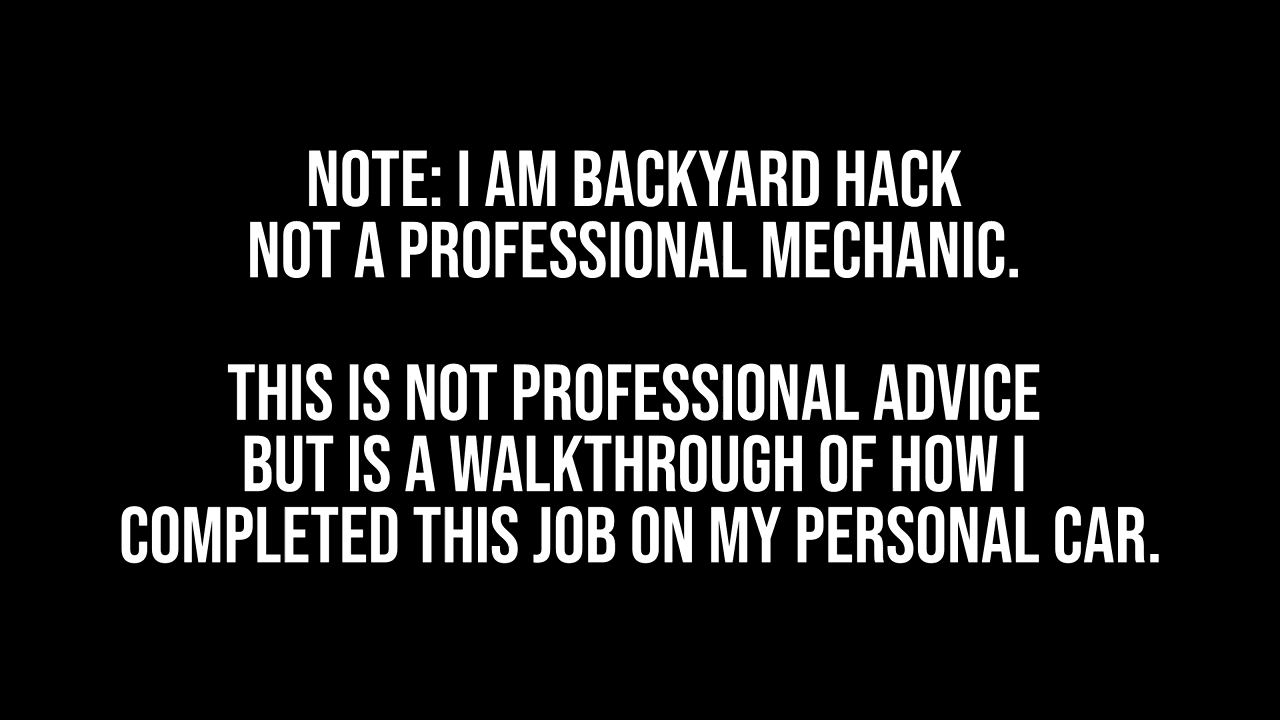 NOTE: I AM BACKYARD HACK
NOT A PROFESSIONAL MECHANIC.
THIS IS NOT PROFESSIONAL ADVICE
BUT IS A WALKTHROUGH OF HOW I
COMPLETED THIS JOB ON MY PERSONAL CAR.